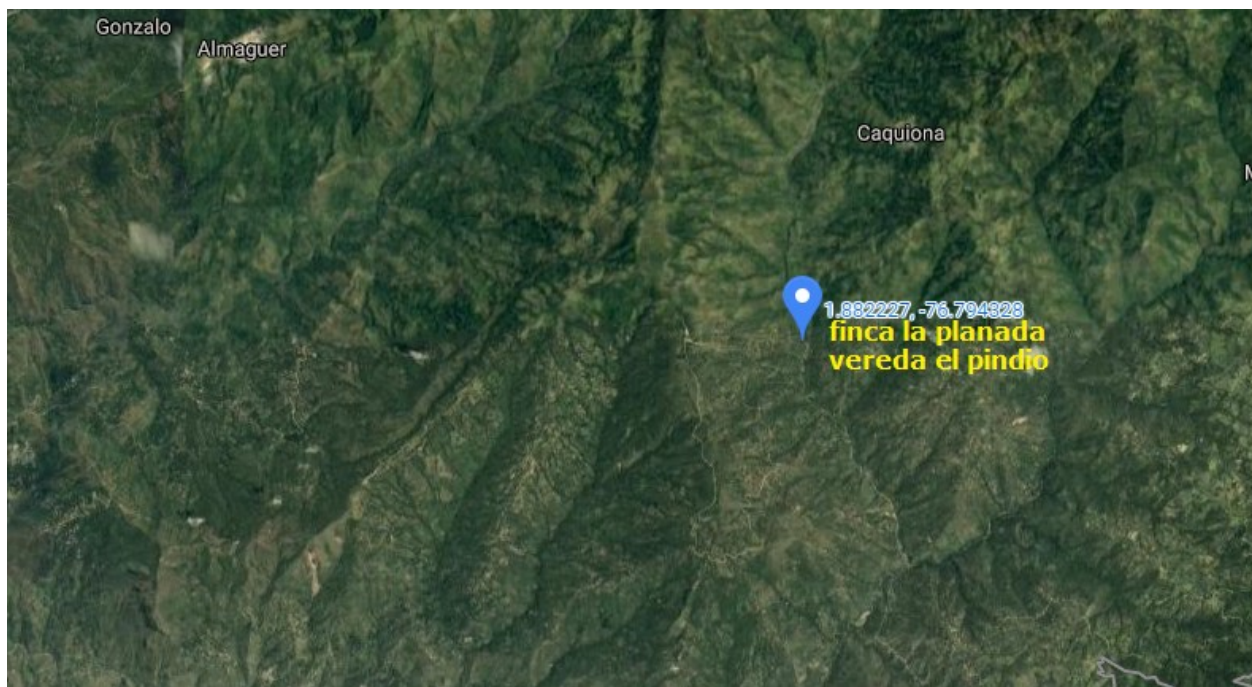 Gonzalo
Almaguer
Caquiona
M
1.882227, -76.794328
finca la planada
vereda el pindio